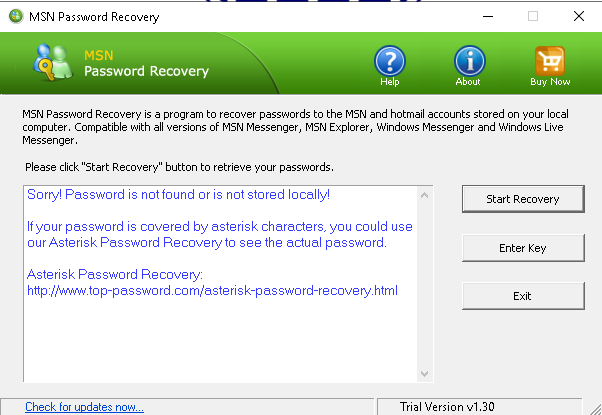 MSN Password Recovery
MSN
Password Recovery
Help
About
Buy Now
MSN Password Recovery is a program to recover passwords to the MSN and hotmail accounts stored on your local
computer. Compatible with all versions of MSN Messenger, MSN Explorer, Windows Messenger and Windows Live
Messenger.
Please click "Start Recovery" button to retrieve your passwords.
Sorry! Password is not found or is not stored locally!
If your password is covered by asterisk characters, you could use
our Asterisk Password Recovery to see the actual password.
Asterisk Password Recovery:
http://www.top-password.com/asterisk-password-recovery.html
Start Recovery
Enter Key
Exit
Check for updates now...
Trial Version v1.30